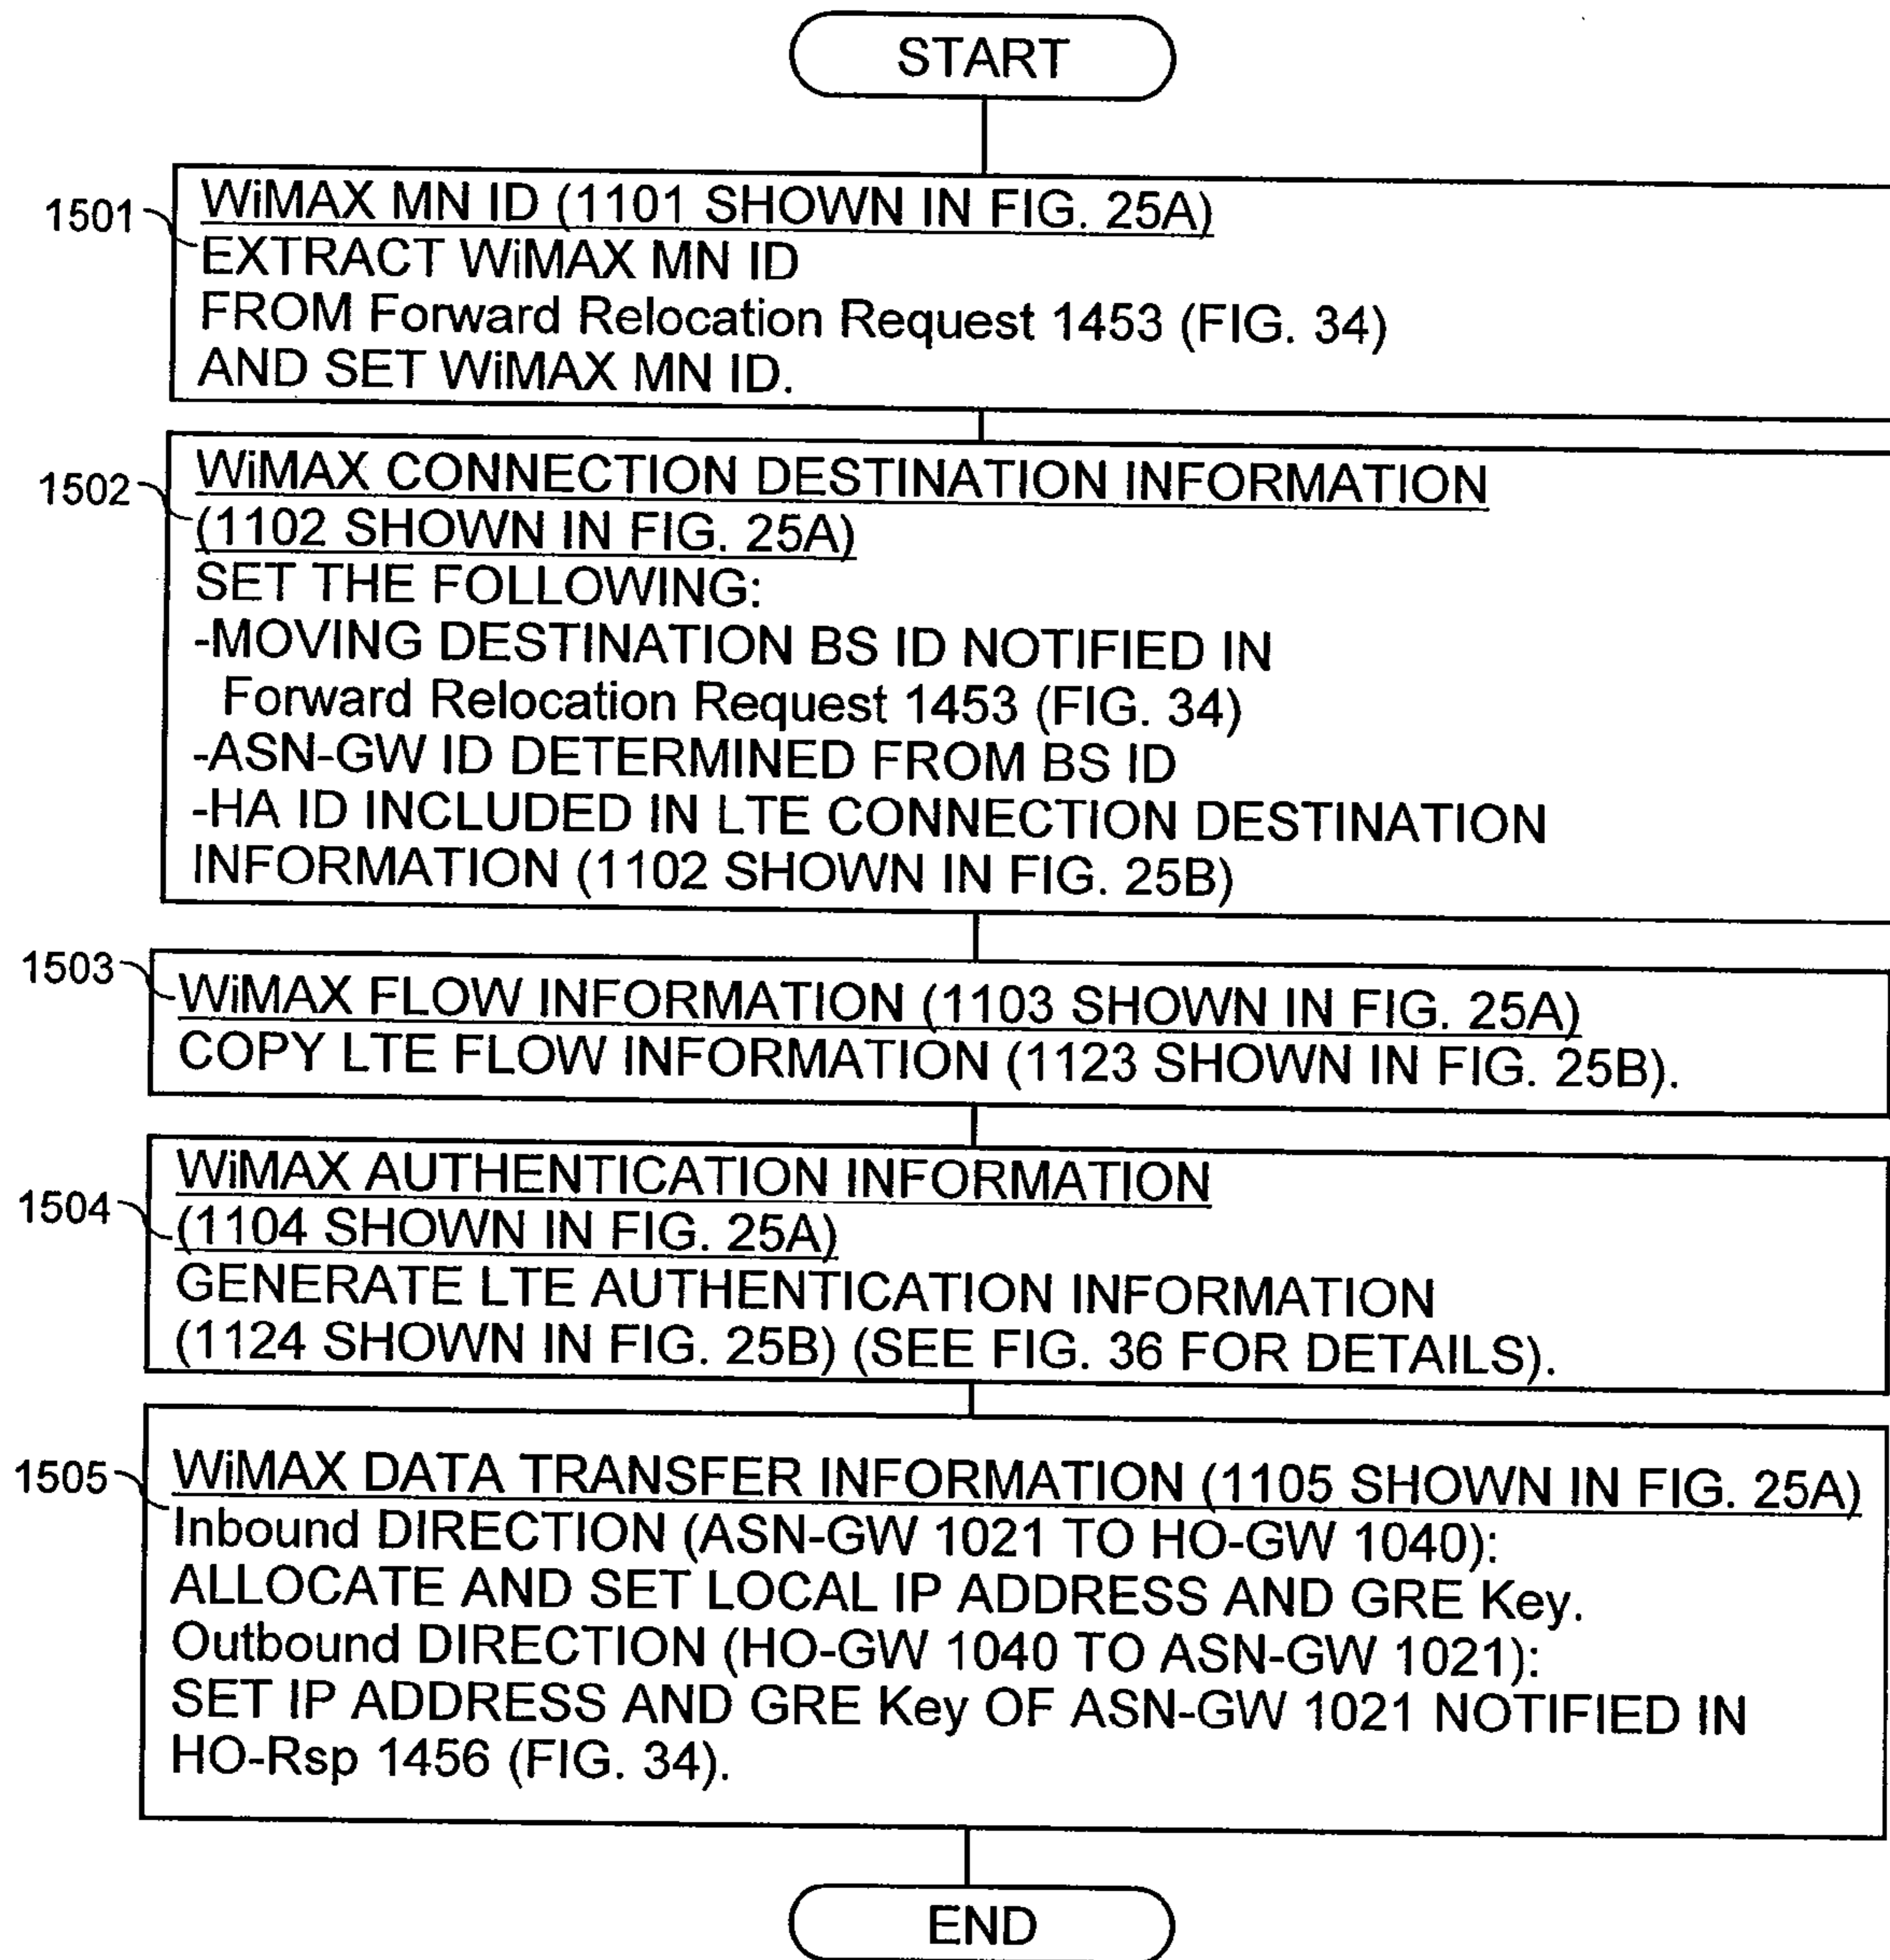 START
1501
WiMAX MN ID (1101 SHOWN IN FIG. 25A)
EXTRACT WiMAX MN ID
FROM Forward Relocation Request 1453 (FIG. 34)
AND SET WiMAX MN ID.
1502
WiMAX CONNECTION DESTINATION INFORMATION
(1102 SHOWN IN FIG. 25A)
SET THE FOLLOWING:
-MOVING DESTINATION BS ID NOTIFIED IN
Forward Relocation Request 1453 (FIG. 34)
-ASN-GW ID DETERMINED FROM BS ID
-HA ID INCLUDED IN LTE CONNECTION DESTINATION
INFORMATION (1102 SHOWN IN FIG. 25B)
1503
WiMAX FLOW INFORMATION (1103 SHOWN IN FIG. 25A)
COPY LTE FLOW INFORMATION (1123 SHOWN IN FIG. 25B).
1504
WiMAX AUTHENTICATION INFORMATION
(1104 SHOWN IN FIG. 25A)
GENERATE LTE AUTHENTICATION INFORMATION
(1124 SHOWN IN FIG. 25B) (SEE FIG. 36 FOR DETAILS).
1505
WiMAX DATA TRANSFER INFORMATION (1105 SHOWN IN FIG. 25A)
Inbound DIRECTION (ASN-GW 1021 TO HO-GW 1040):
ALLOCATE AND SET LOCAL IP ADDRESS AND GRE Key.
Outbound DIRECTION (HO-GW 1040 TO ASN-GW 1021):
SET IP ADDRESS AND GRE Key OF ASN-GW 1021 NOTIFIED IN
HO-Rsp 1456 (FIG. 34).
END